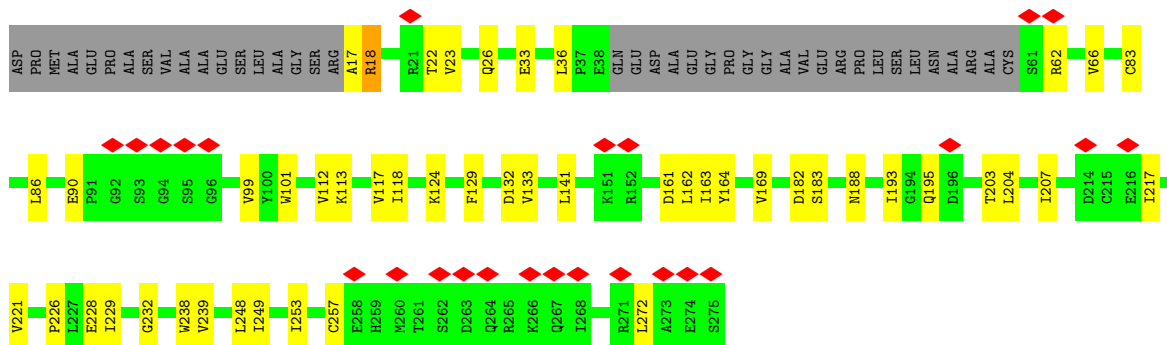 ASP PRO MET ALA GLU PRO ALA SER VAL ALA ALA GLU SER LEU ALA GLY SER ARG A17 R18 R21 T22 V23 Q26 E33 L36 P37 E38 GLN GLU ASP ALA GLU GLY PRO GLY GLY ALA VAL GLU ARG PRO LEU SER LEU ASN ALA ARG ALA CYS S61 R62 V66 C83
L86 E90 P91 G92 S93 G94 S95 G96 V99 Y100 W101 V112 K113 V117 I118 K124 F129 D132 V133 L141 K151 R152 D161 L162 I163 Y164 V169 D182 S183 N188 I193 G194 Q195 D196 T203 L204 I207 D214 C215 E216 I217
V221 P226 L227 E228 I229 G232 W238 V239 L248 I249 I253 C257 E258 H259 M260 T261 S262 D263 Q264 R265 K266 Q267 I268 R271 L272 A273 E274 S275